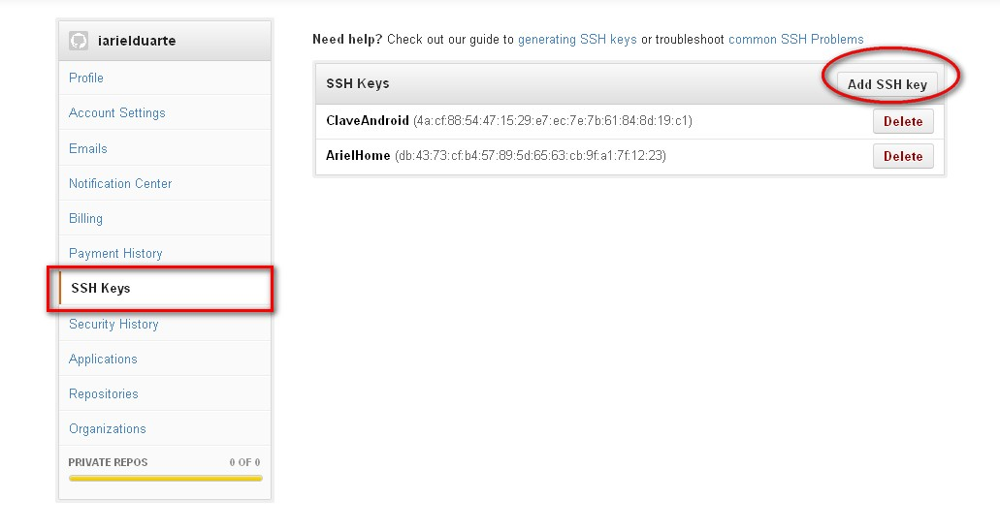 iarielduarte
Profile
Account Settings
Emails
Notification Center
Billing
Payment History
SSH Keys
Security History
Applications
Repositories
Organizations
PRIVATE REPOS 0 OF 0
Need help? Check out our guide to generating SSH keys or troubleshoot common SSH Problems
SSH Keys Add SSH key
ClaveAndroid (4a:cf:88:54:47:15:29:e7:ec:7e:7b:61:84:8d:19:c1) Delete
ArielHome (db:43:73:cf:b4:57:89:5d:65:63:cb:9f:a1:7f:12:23) Delete